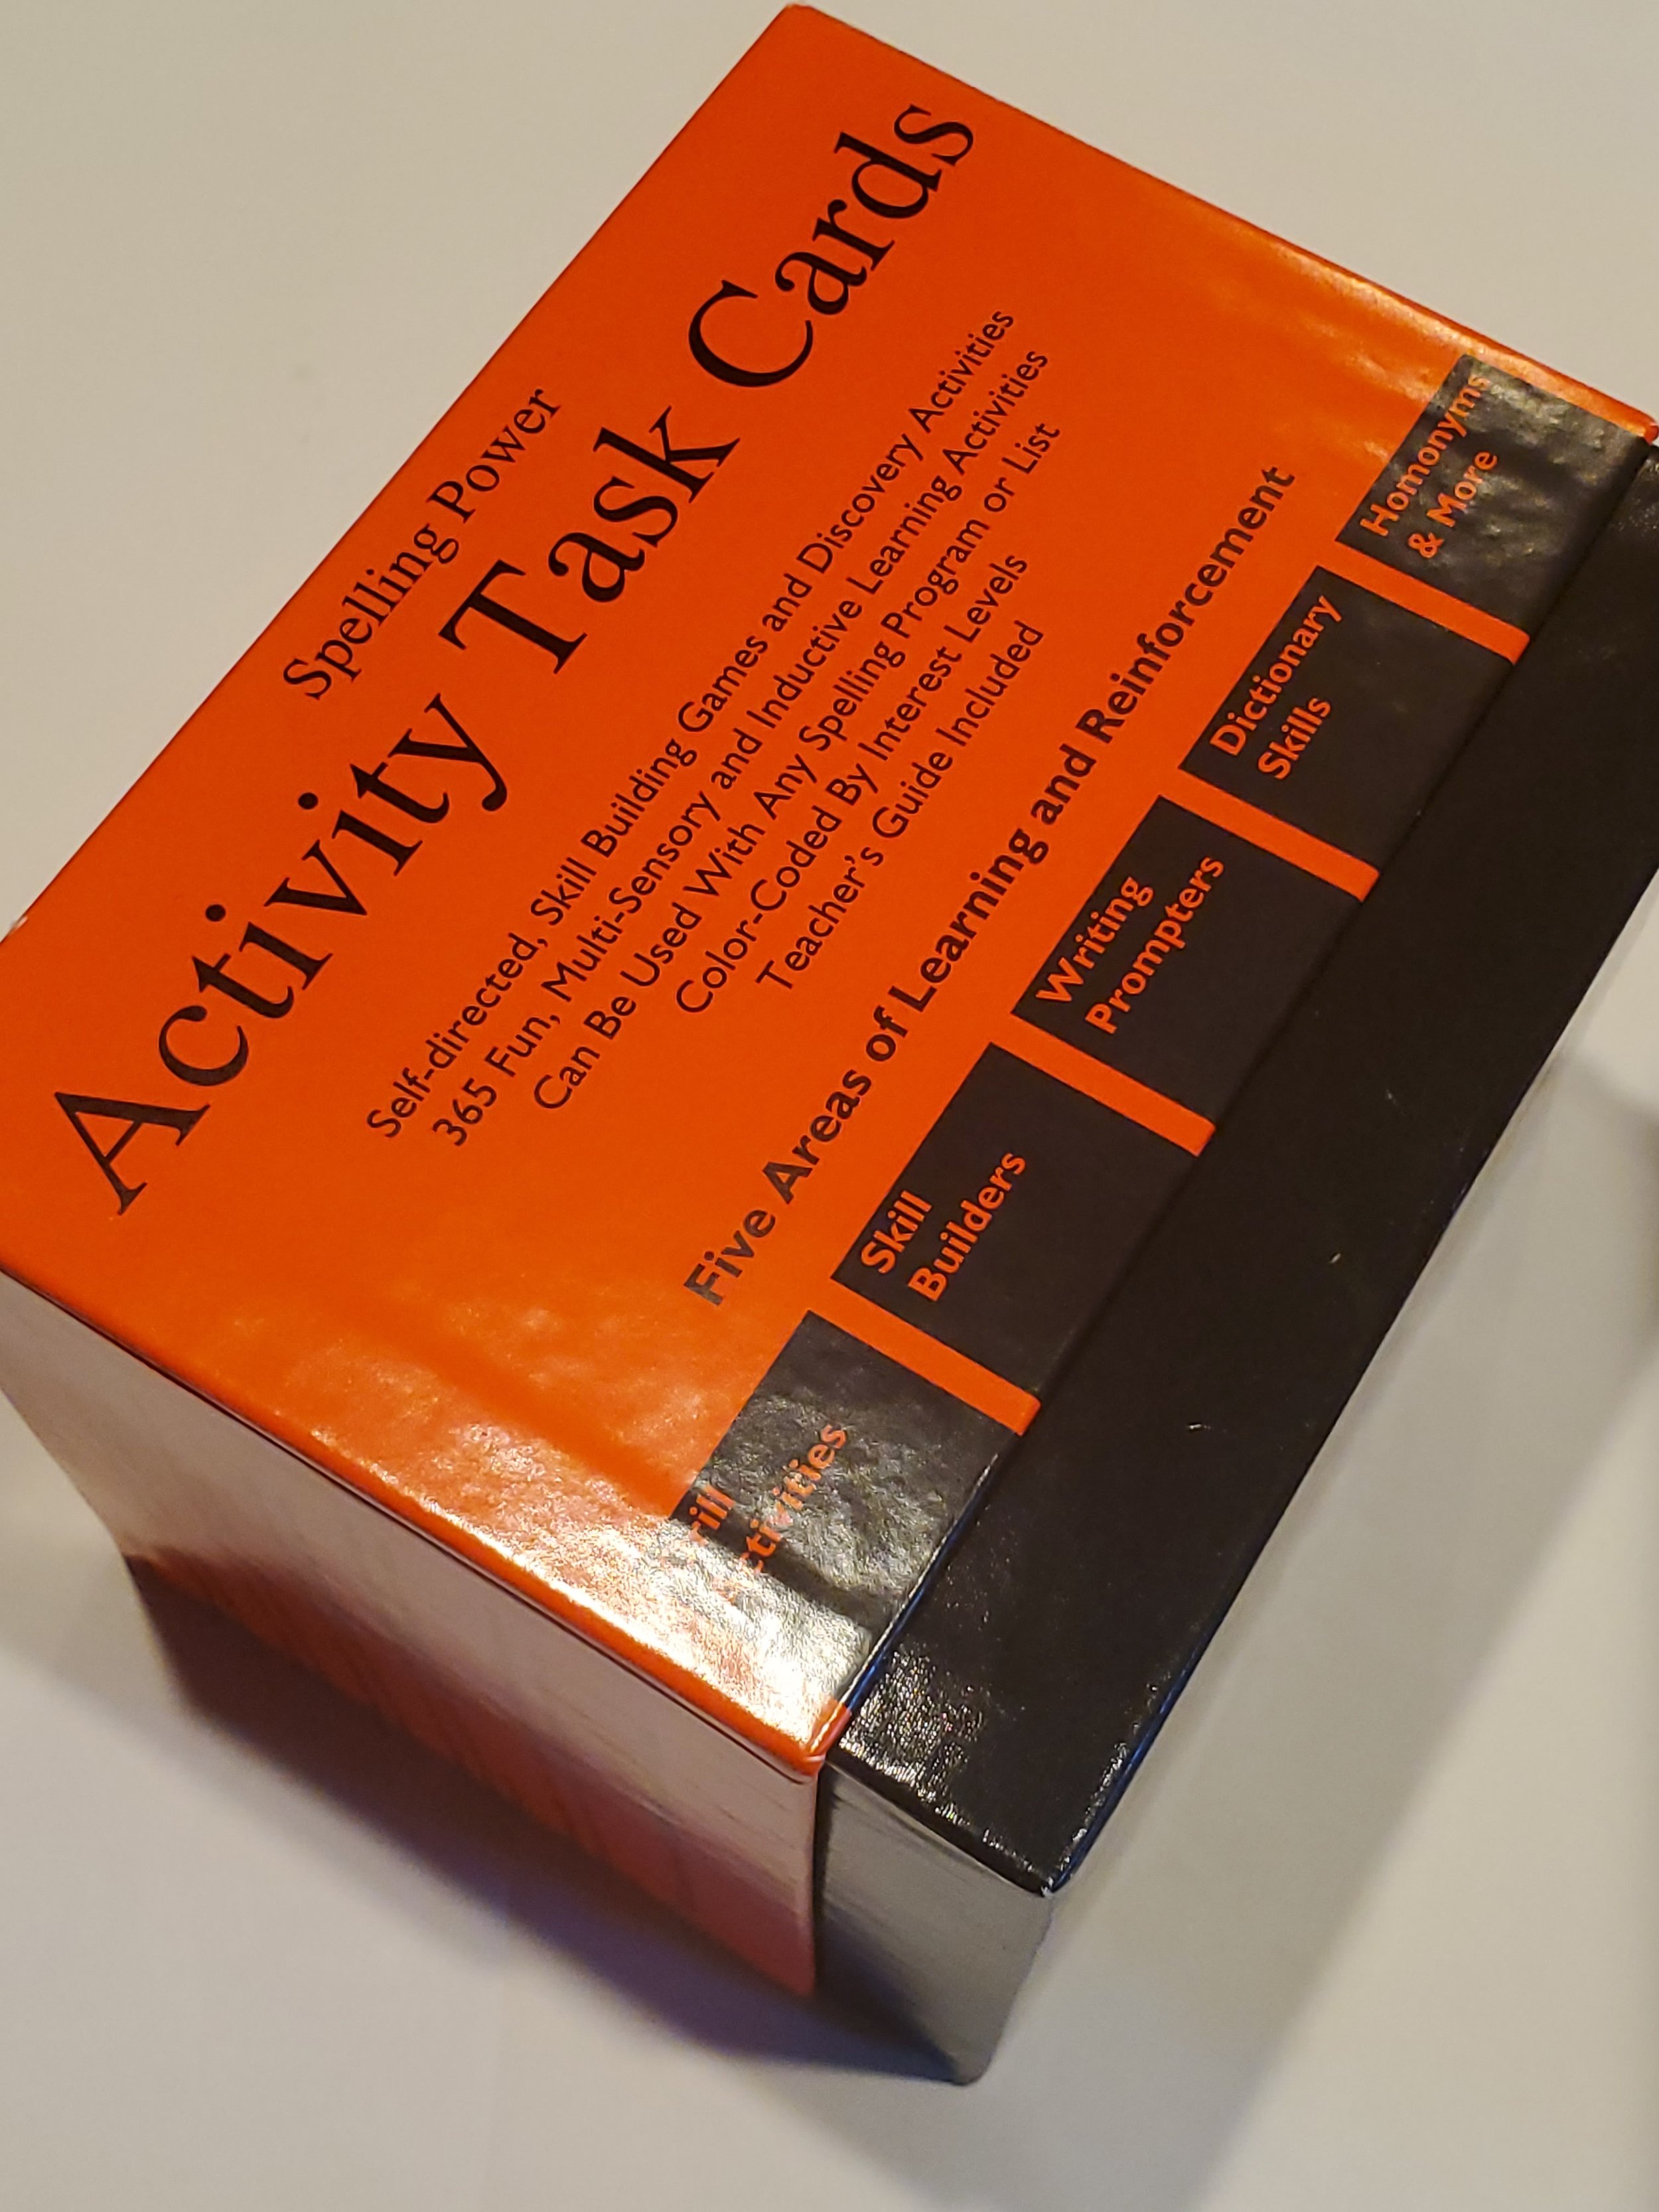 Spelling Power
Activity Task Cards
Self-directed, Skill Building Games and Discovery Activities
365 Fun, Multi-Sensory and Inductive Learning Activities
Can Be Used With Any Spelling Program or List
Color-Coded By Interest Levels
Teacher's Guide Included
Five Areas of Learning and Reinforcement
Skill
Builders
Writing
Prompters
Dictionary
Skills
Homonyms
& More